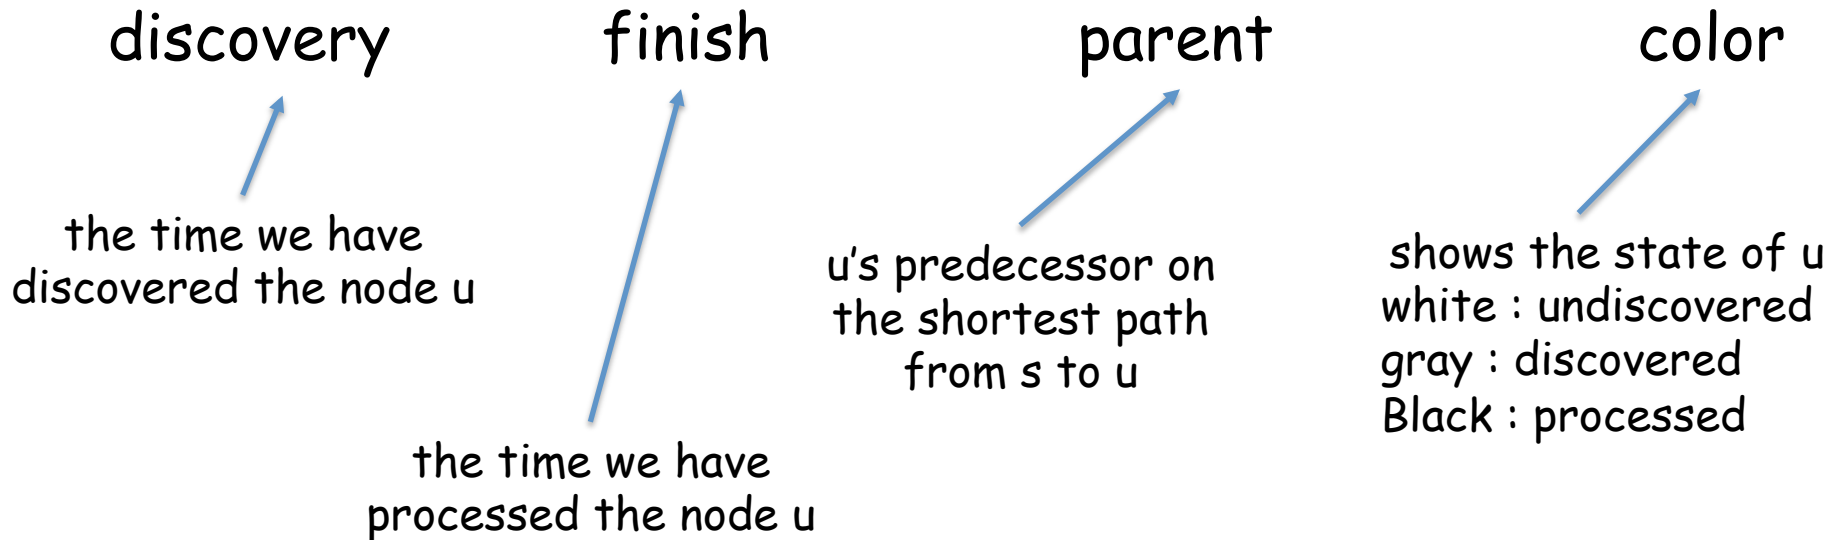 discovery
finish
parent
color
the time we have
discovered the node u
the time we have
processed the node u
u's predecessor on
the shortest path
from s to u
shows the state of u
white : undiscovered
gray : discovered
Black : processed